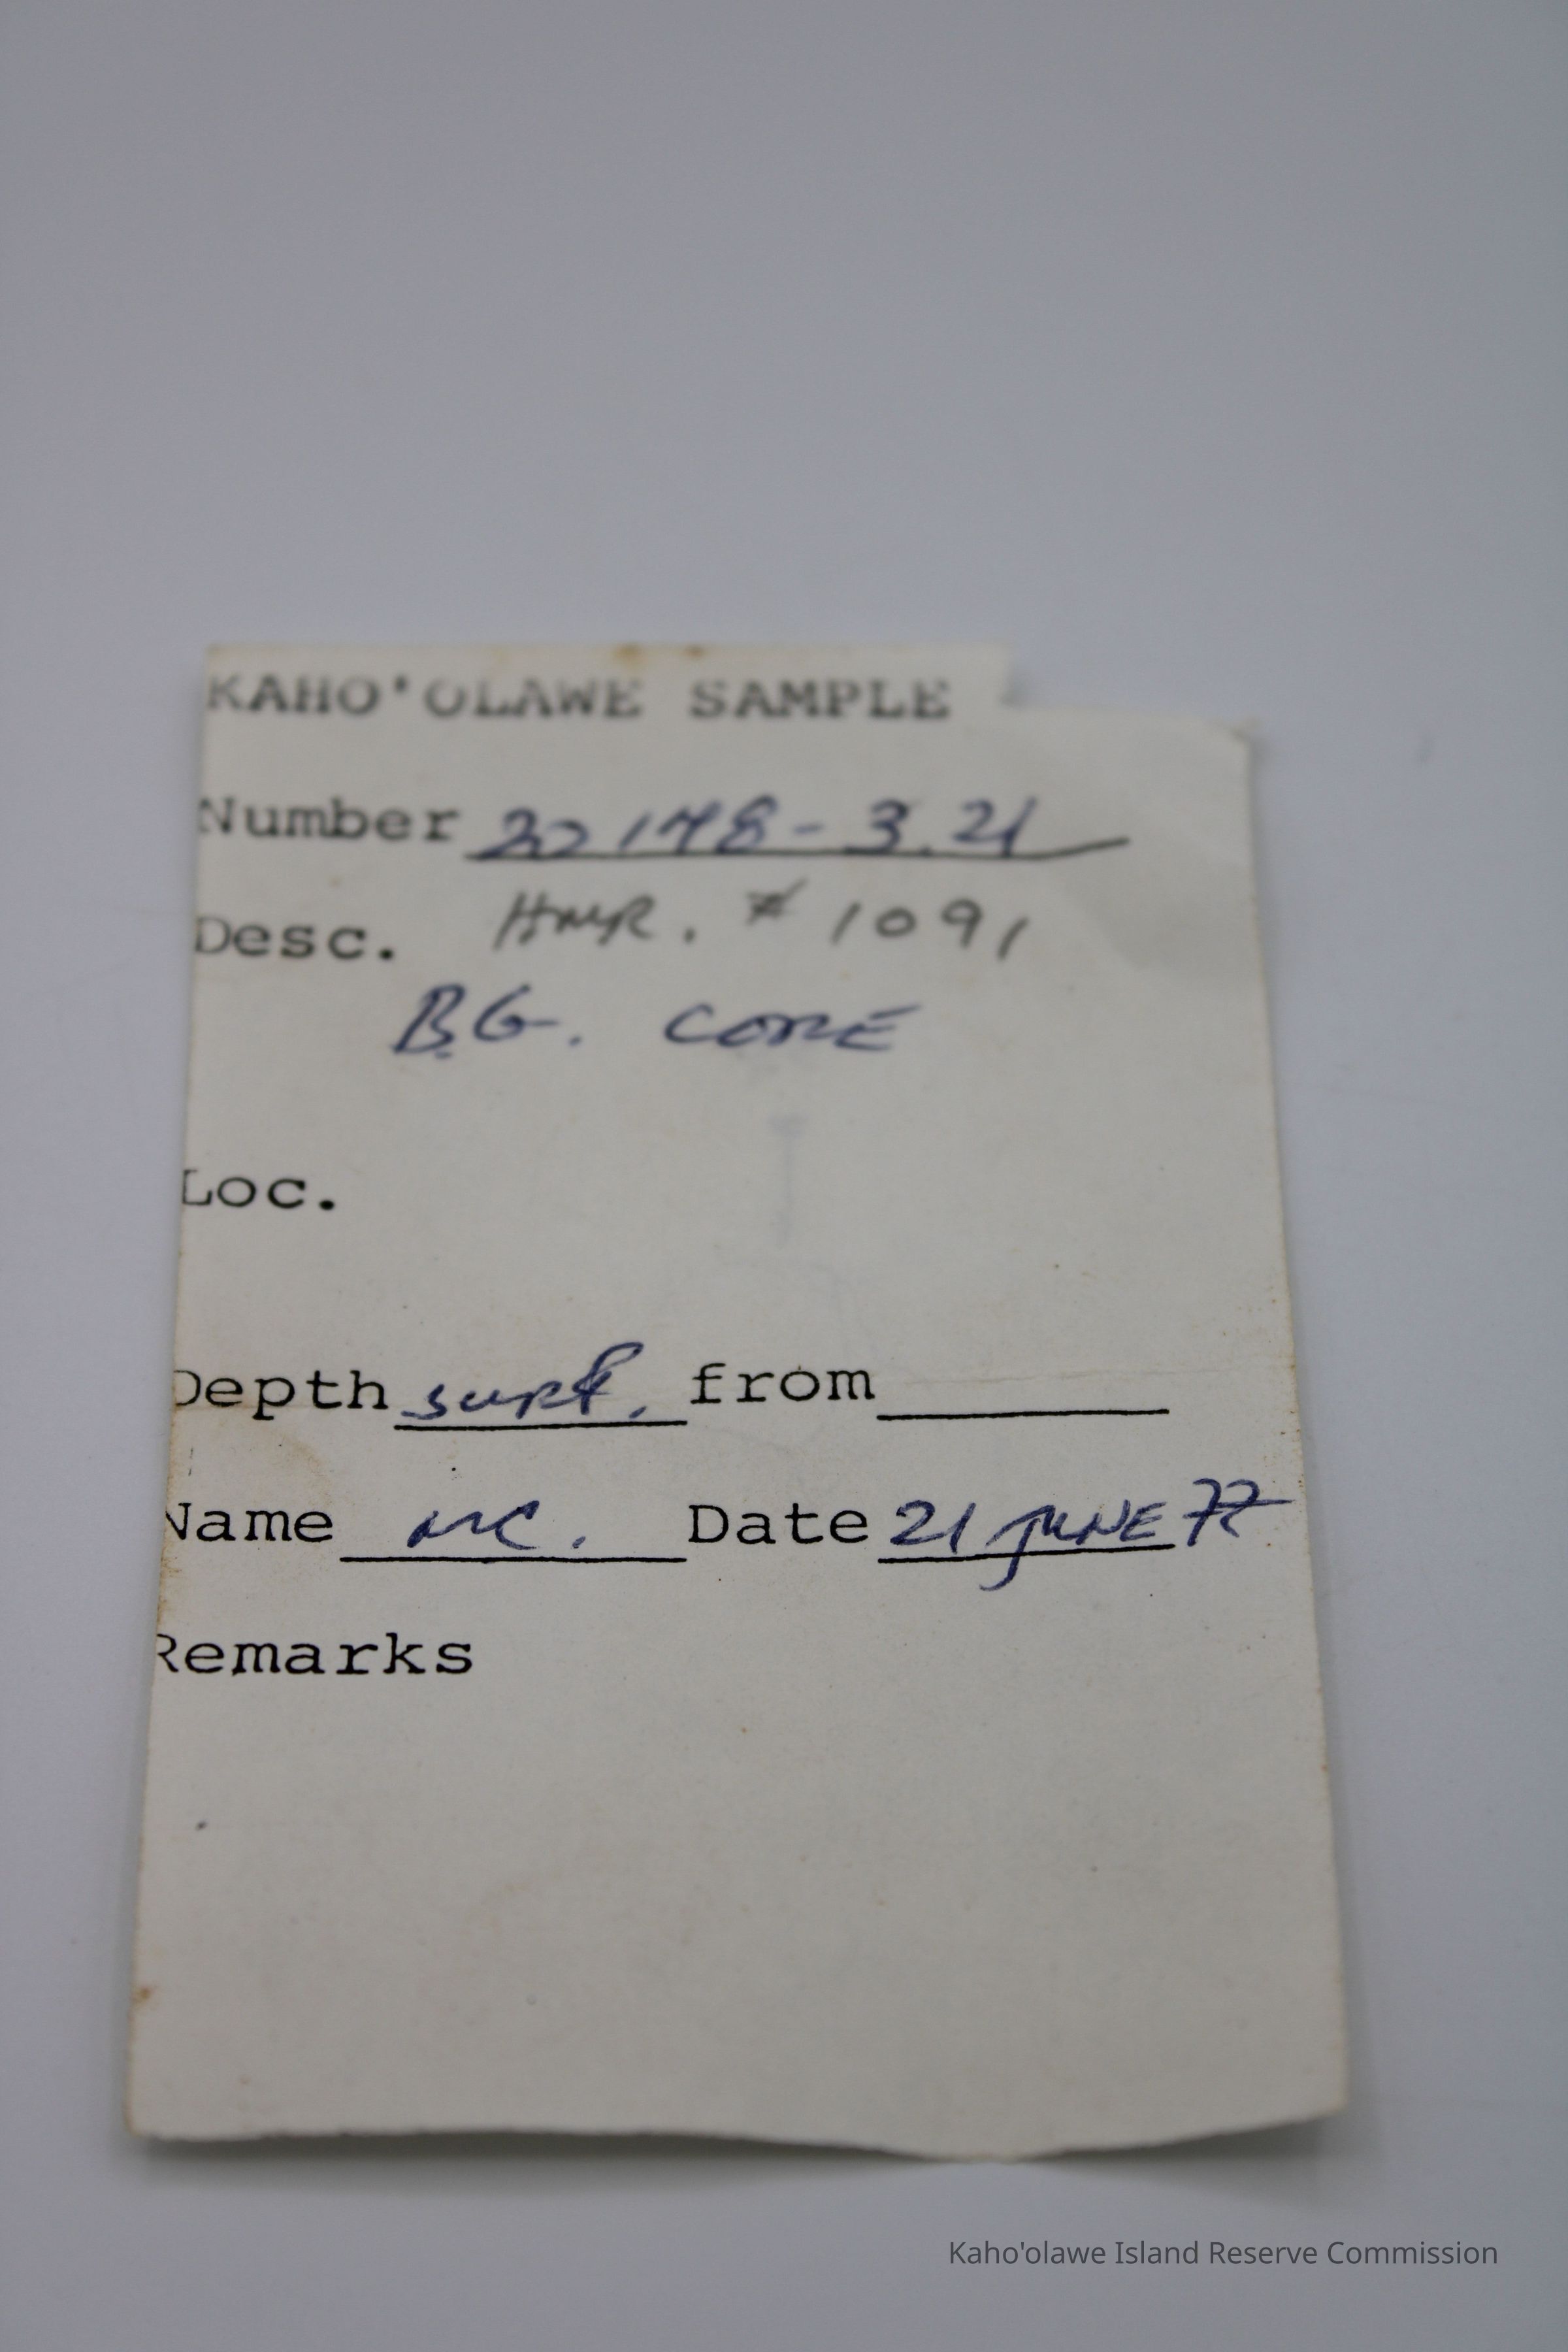 KAHO'OLAWE SAMPLE
Number 20148-3.21
Desc. HMR. # 1091
B.G. CORE
Loc.
Depth surf. from
Name MC. Date 21 JUNE 77
Remarks
Kaho'olawe Island Reserve Commission